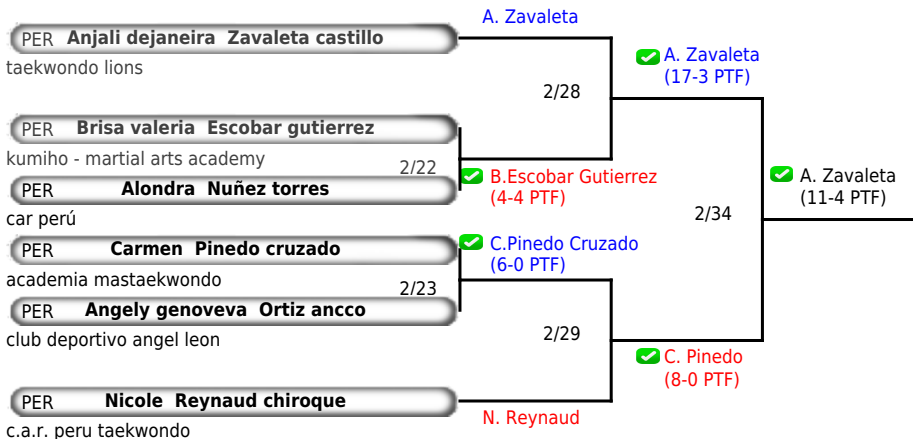 A. Zavaleta
PER Anjali dejaneira Zavaleta castillo
taekwondo lions
A. Zavaleta
(17-3 PTF)
2/28
PER Brisa valeria Escobar gutierrez
kumiho - martial arts academy
2/22
B.Escobar Gutierrez
(4-4 PTF)
PER Alondra Nuñez torres
car perú
A. Zavaleta
(11-4 PTF)
2/34
PER Carmen Pinedo cruzado
academia mastaekwondo
C.Pinedo Cruzado
(6-0 PTF)
2/23
PER Angely genoveva Ortiz ancco
club deportivo angel leon
2/29
C. Pinedo
(8-0 PTF)
PER Nicole Reynaud chiroque
c.a.r. peru taekwondo
N. Reynaud